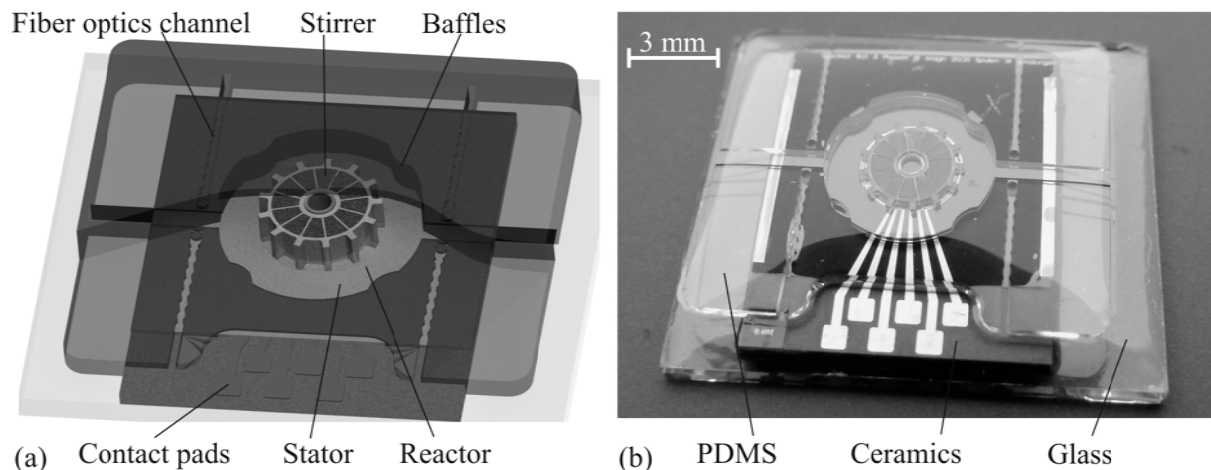 Fiber optics channel Stirrer Baffles
3 mm
Contact pads Stator Reactor
(a)
(b)
PDMS Ceramics Glass